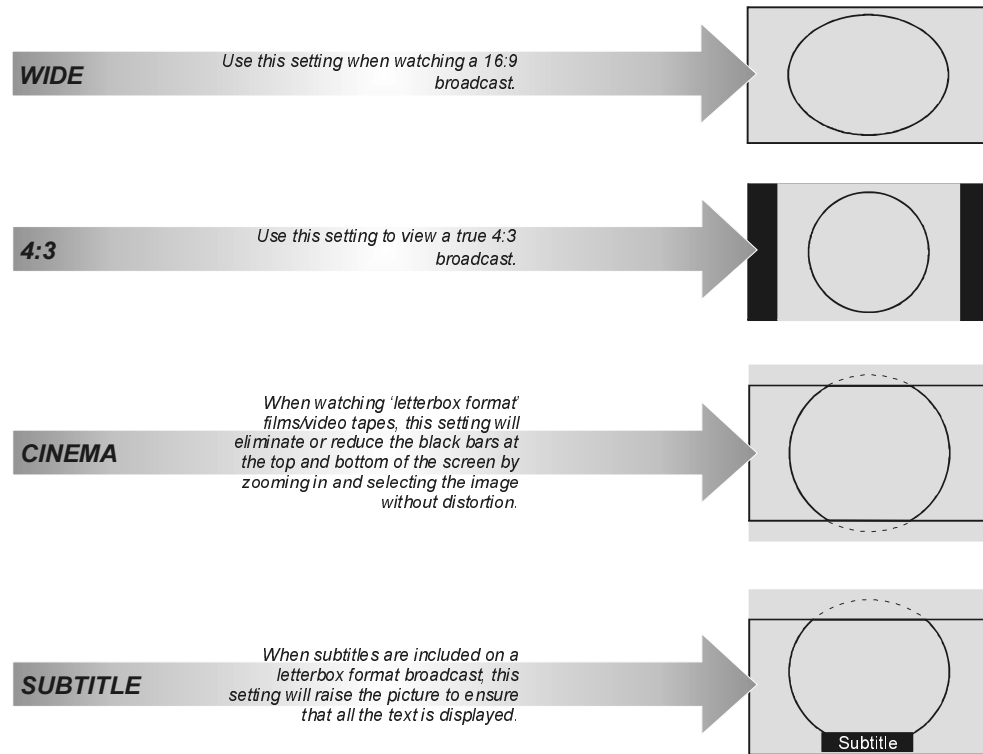 WIDE
Use this setting when watching a 16:9
broadcast.
4:3
Use this setting to view a true 4:3
broadcast.
CINEMA
When watching ‘letterbox format’
films/video tapes, this setting will
eliminate or reduce the black bars at
the top and bottom of the screen by
zooming in and selecting the image
without distortion.
SUBTITLE
When subtitles are included on a
letterbox format broadcast, this
setting will raise the picture to ensure
that all the text is displayed.
Subtitle